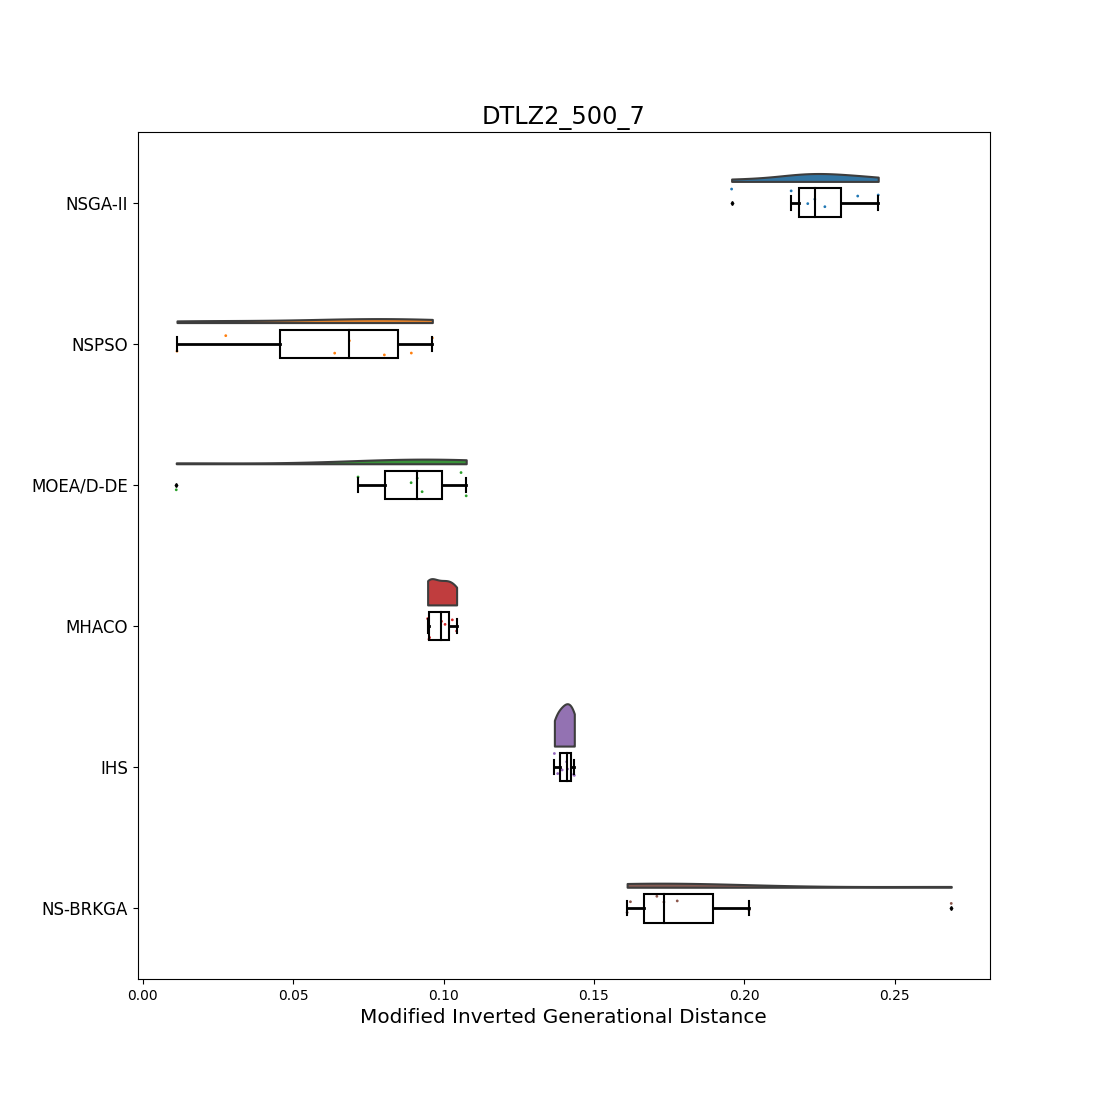 DTLZ2_500_7
NSGA-II
NSPSO
MOEA/D-DE
MHACO
IHS
NS-BRKGA
0.00 0.05 0.10 0.15 0.20 0.25
Modified Inverted Generational Distance